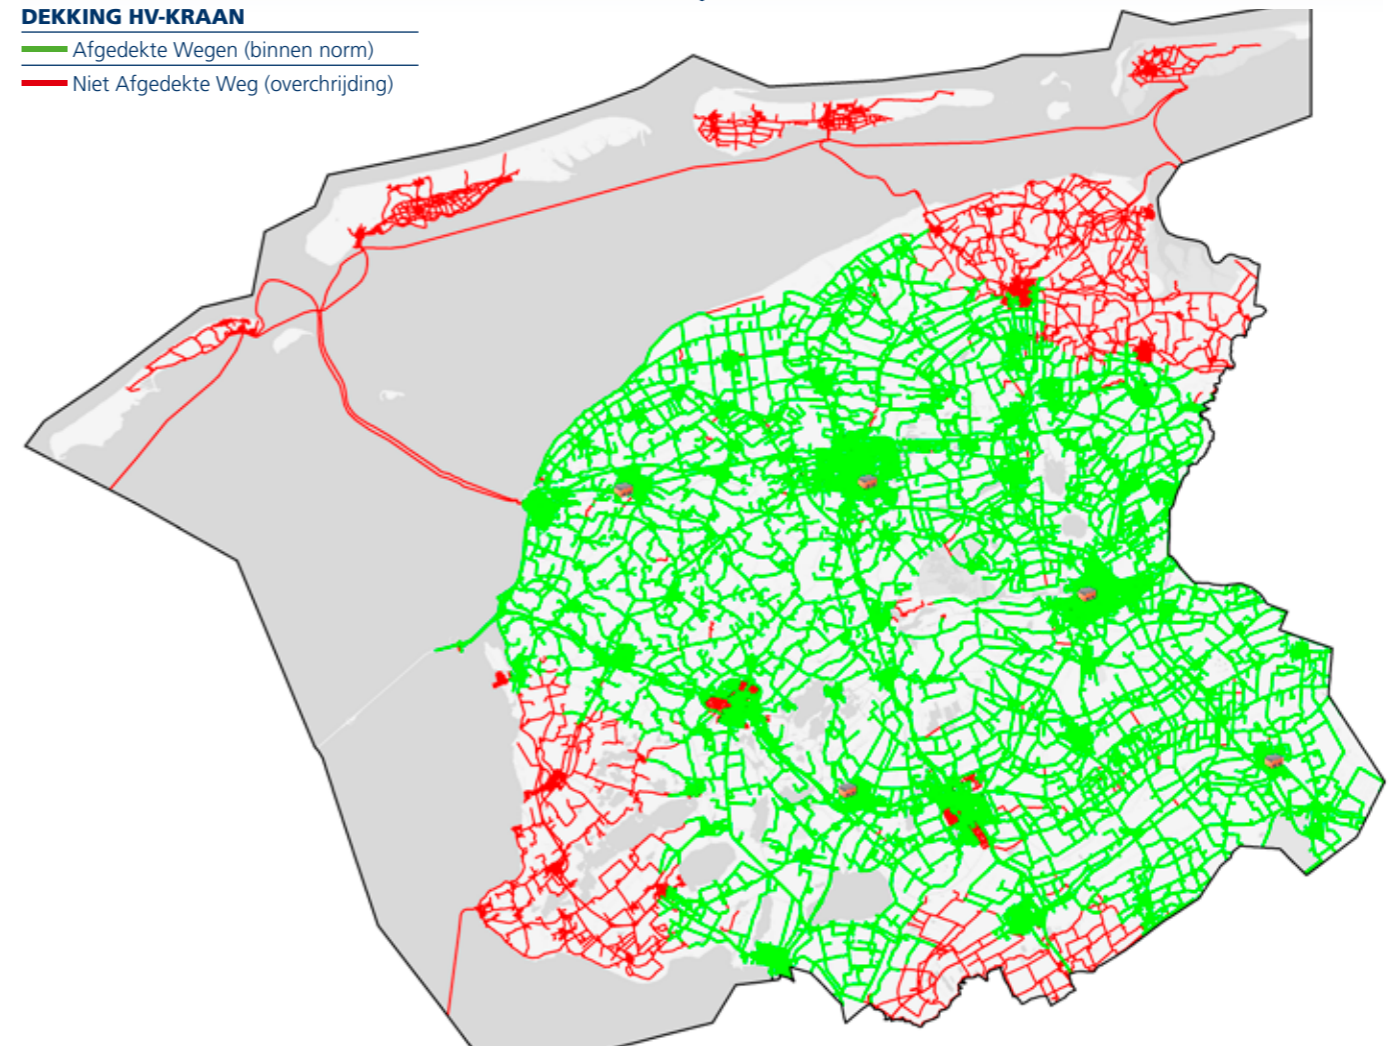 DEKKING HV-KRAAN
Afgedekte Wegen (binnen norm)
Niet Afgedekte Weg (overchrijding)